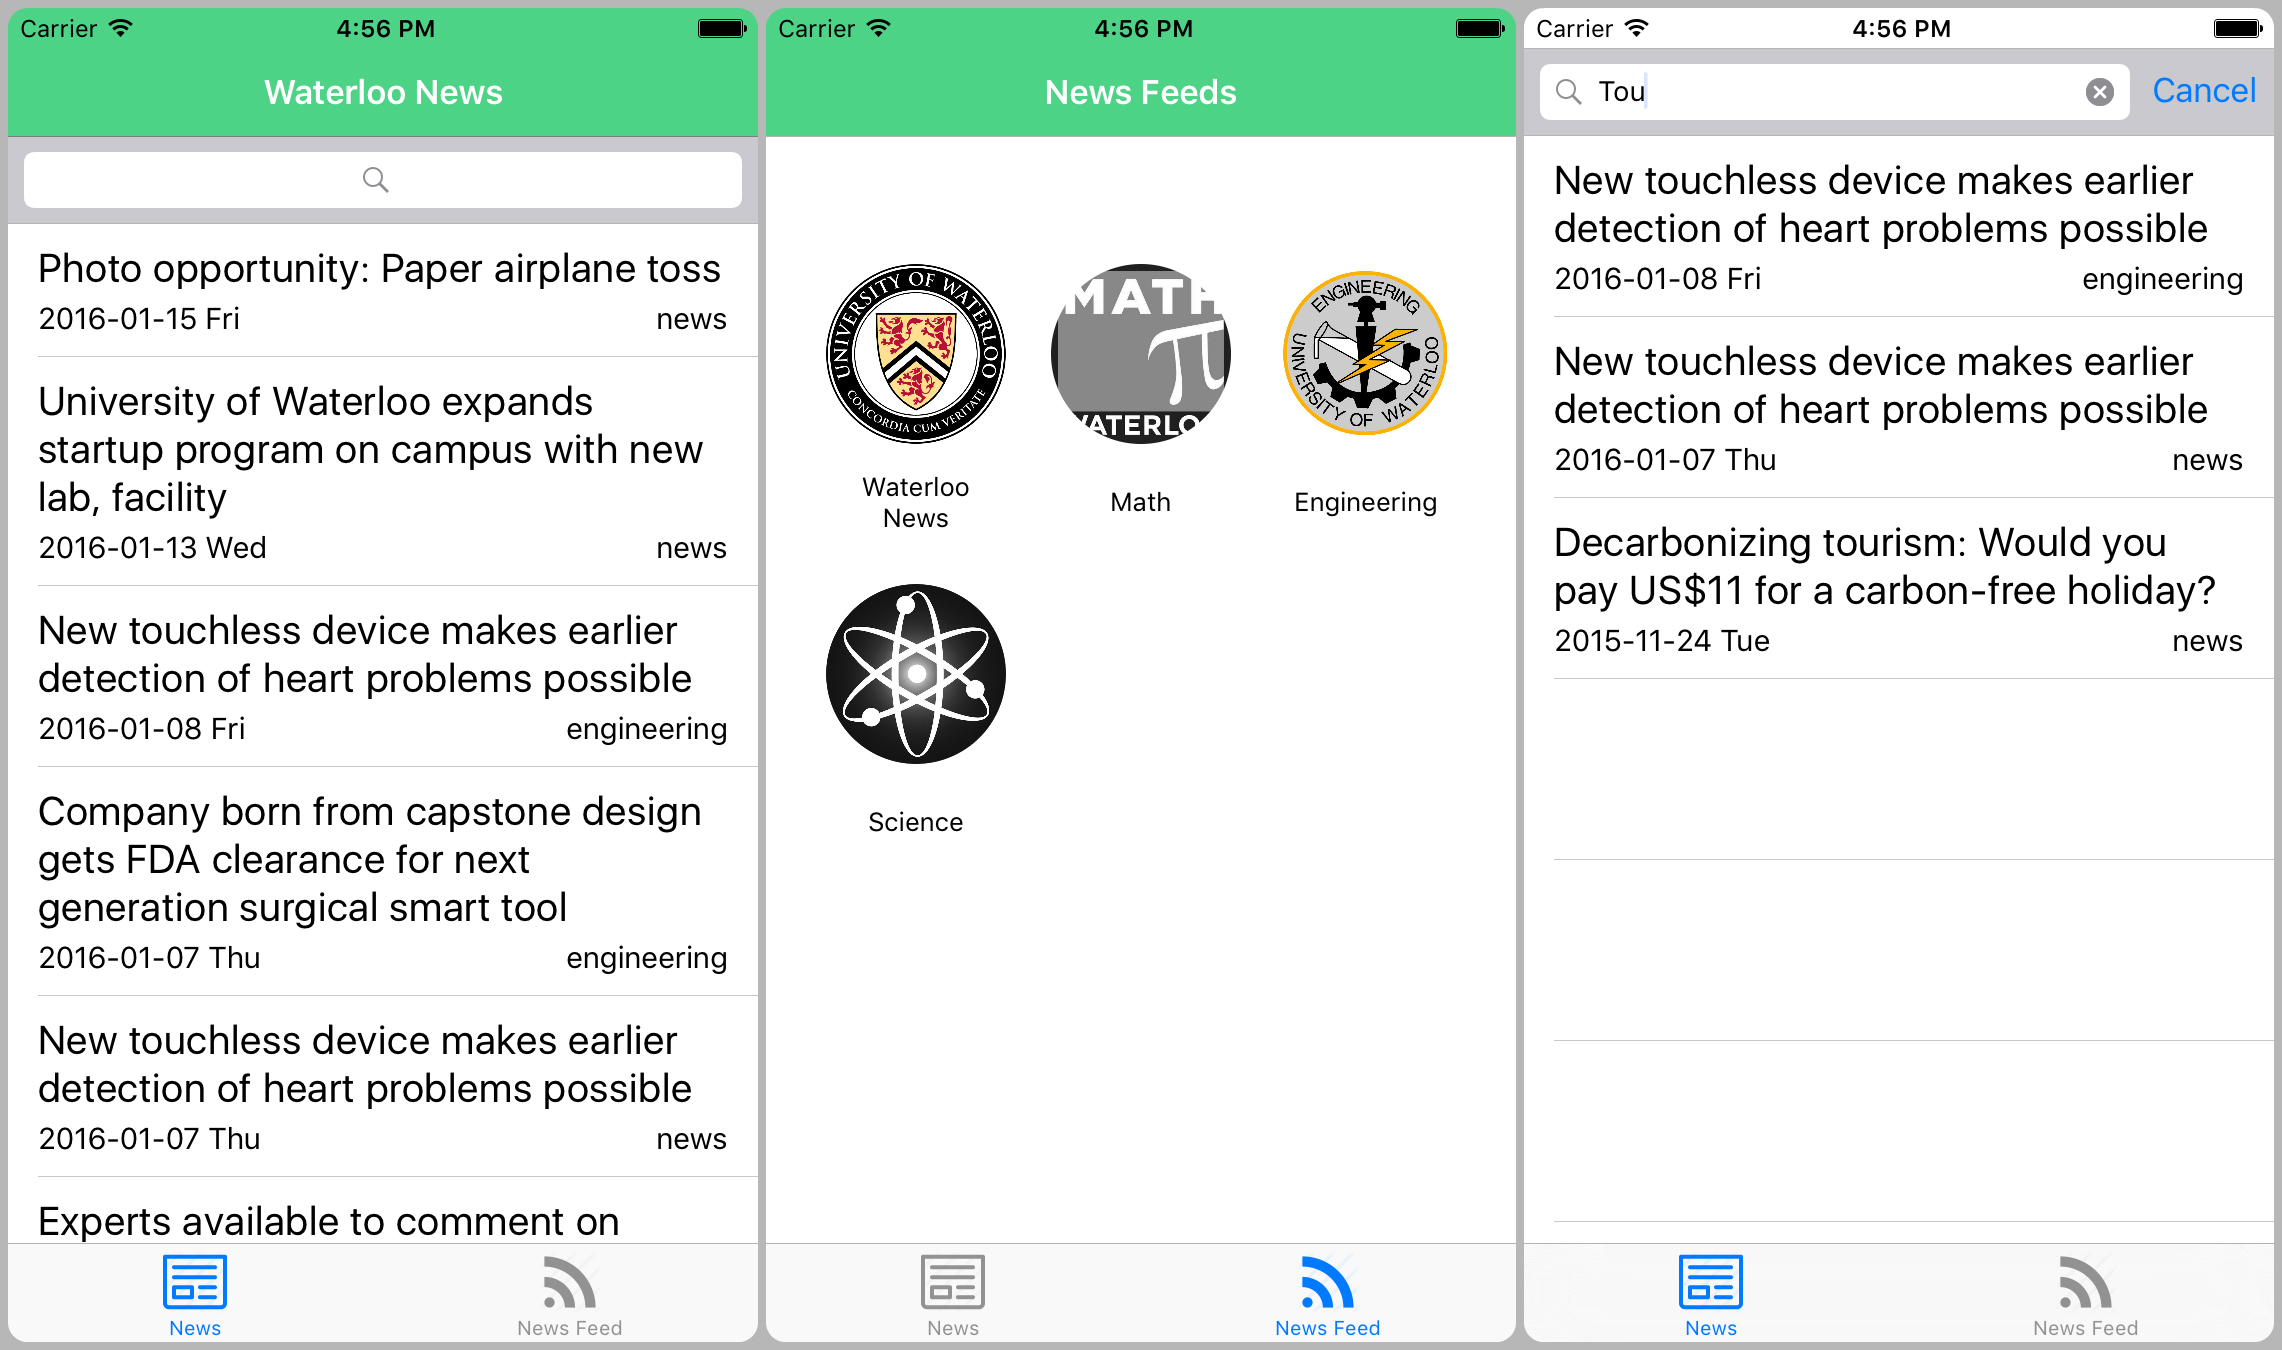 Carrier 4:56 PM
Waterloo News
Photo opportunity: Paper airplane toss
2016-01-15 Fri news
University of Waterloo expands
startup program on campus with new
lab, facility
2016-01-13 Wed news
New touchless device makes earlier
detection of heart problems possible
2016-01-08 Fri engineering
Company born from capstone design
gets FDA clearance for next
generation surgical smart tool
2016-01-07 Thu engineering
New touchless device makes earlier
detection of heart problems possible
2016-01-07 Thu news
Experts available to comment on
News News Feed
Carrier 4:56 PM
News Feeds
UNIVERSITY OF WATERLOO
CONCORDIA CUM VERITATE
MATH
π
WATERLOO
ENGINEERING
UNIVERSITY OF WATERLOO
Waterloo
News
Math
Engineering
Science
News News Feed
Carrier 4:56 PM
Tou Cancel
New touchless device makes earlier
detection of heart problems possible
2016-01-08 Fri engineering
New touchless device makes earlier
detection of heart problems possible
2016-01-07 Thu news
Decarbonizing tourism: Would you
pay US$11 for a carbon-free holiday?
2015-11-24 Tue news
News News Feed